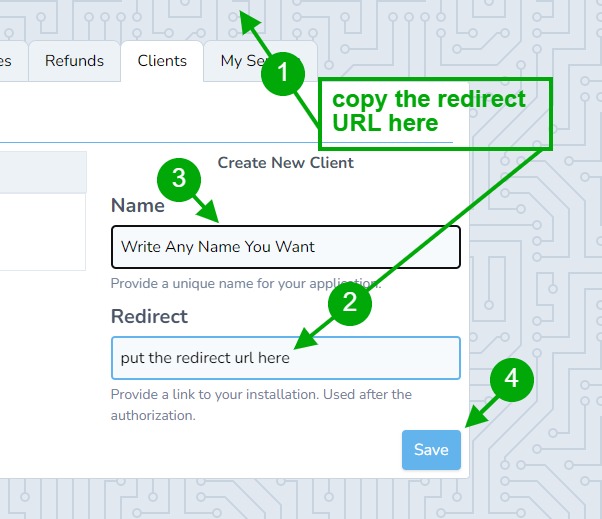 es
Refunds
Clients
My Se
1
copy the redirect
URL here
Create New Client
3
Name
Write Any Name You Want
Provide a unique name for your application.
2
Redirect
put the redirect url here
Provide a link to your installation. Used after the
authorization.
4
Save